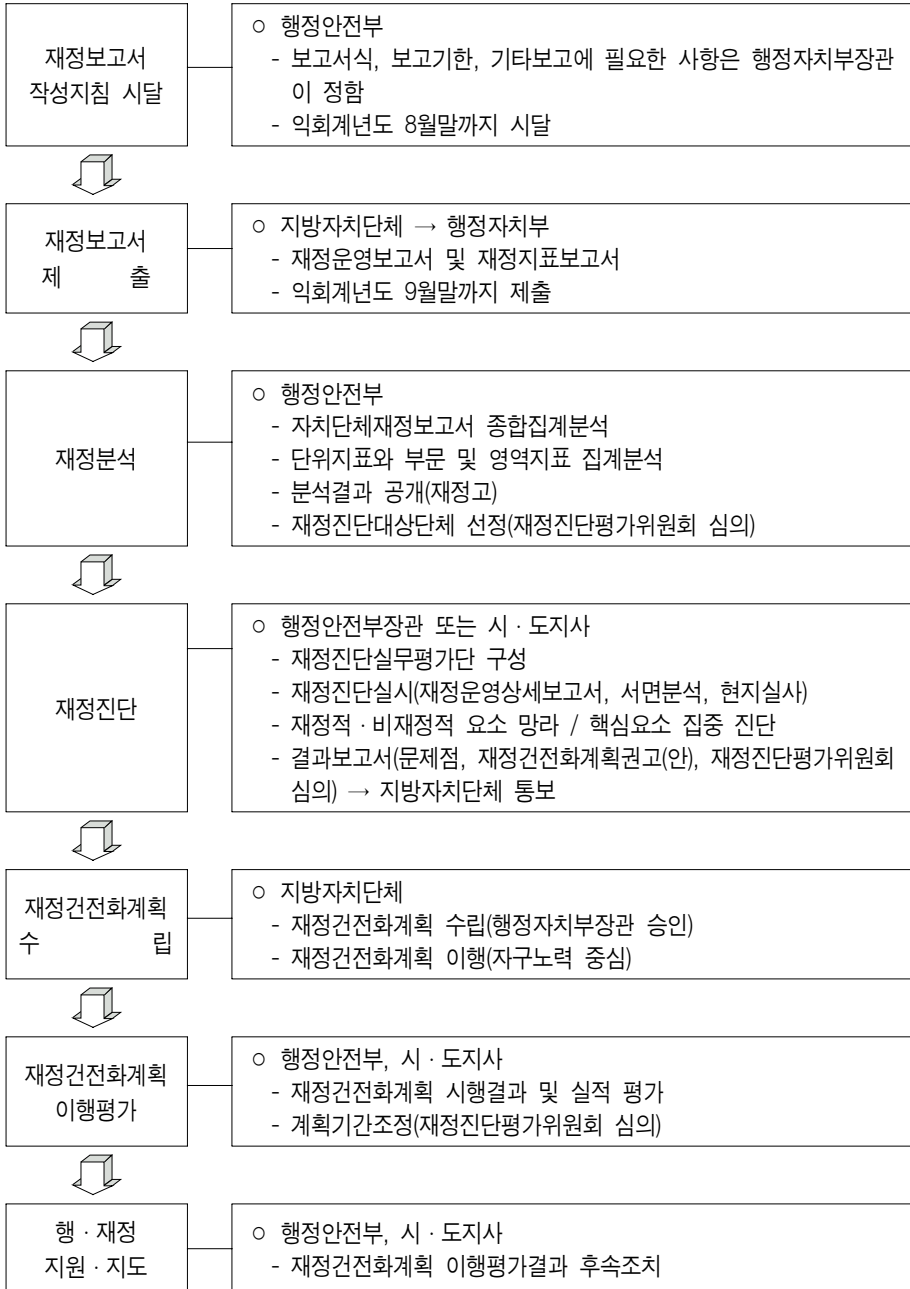 재정보고서
작성지침 시달
○ 행정안전부
- 보고서식, 보고기한, 기타보고에 필요한 사항은 행정자치부장관
이 정함
- 익회계년도 8월말까지 시달
재정보고서
제 출
○ 지방자치단체 → 행정자치부
- 재정운영보고서 및 재정지표보고서
- 익회계년도 9월말까지 제출
재정분석
○ 행정안전부
- 자치단체재정보고서 종합집계분석
- 단위지표와 부문 및 영역지표 집계분석
- 분석결과 공개(재정고)
- 재정진단대상단체 선정(재정진단평가위원회 심의)
재정진단
○ 행정안전부장관 또는 시·도지사
- 재정진단실무평가단 구성
- 재정진단실시(재정운영상세보고서, 서면분석, 현지실사)
- 재정적·비재정적 요소 망라 / 핵심요소 집중 진단
- 결과보고서(문제점, 재정건전화계획권고(안), 재정진단평가위원회
심의) → 지방자치단체 통보
재정건전화계획
수 립
○ 지방자치단체
- 재정건전화계획 수립(행정자치부장관 승인)
- 재정건전화계획 이행(자구노력 중심)
재정건전화계획
이행평가
○ 행정안전부, 시·도지사
- 재정건전화계획 시행결과 및 실적 평가
- 계획기간조정(재정진단평가위원회 심의)
행·재정
지원·지도
○ 행정안전부, 시·도지사
- 재정건전화계획 이행평가결과 후속조치